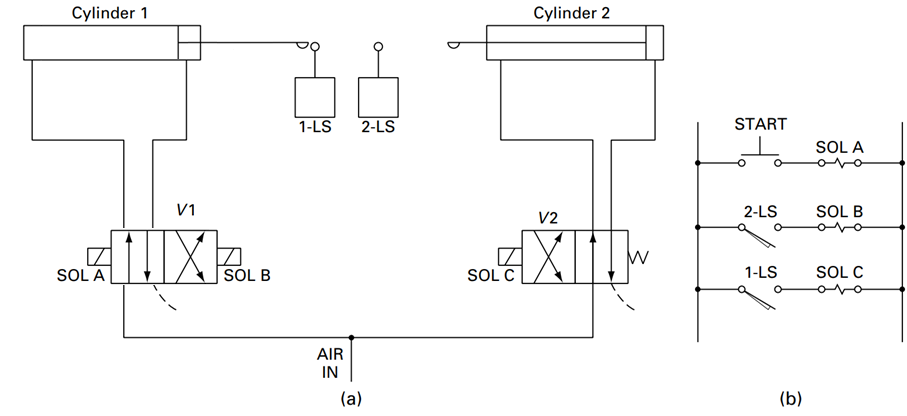 Cylinder 1
Cylinder 2
1-LS
2-LS
V1
V2
SOL A
SOL B
SOL C
AIR
IN
(a)
START
SOL A
2-LS
SOL B
1-LS
SOL C
(b)